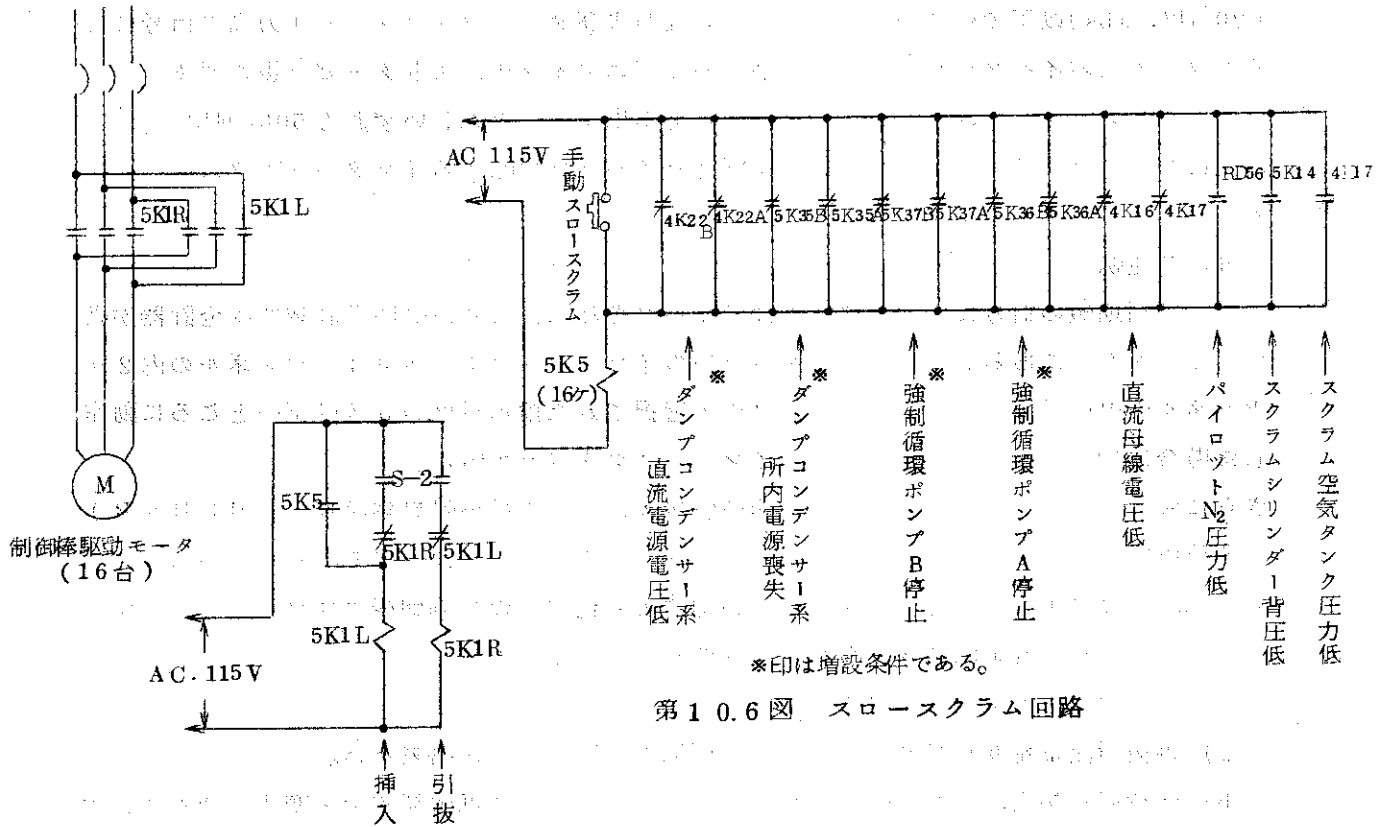 5K1R
5K1L
M
制御棒駆動モータ
(16台)
AC 115V
手動スロースクラム
5K5
(16ケ)
4K22B
4K22A
5K35B
5K35A
5K37B
5K37A
5K36B
5K36A
4K16
4K17
RD56
5K14
ダンプコンデンサー系
直流電源電圧低
※
ダンプコンデンサー系
所内電源喪失
※
強制循環ポンプB停止
※
強制循環ポンプA停止
※
直流母線電圧低
パイロットN₂圧力低
スクラムシリンダー背圧低
スクラム空気タンク圧力低
5K5
S-2
5K1R
5K1L
5K1L
5K1R
AC.115V
挿入
引抜
※印は増設条件である。
第10.6図 スロースクラム回路